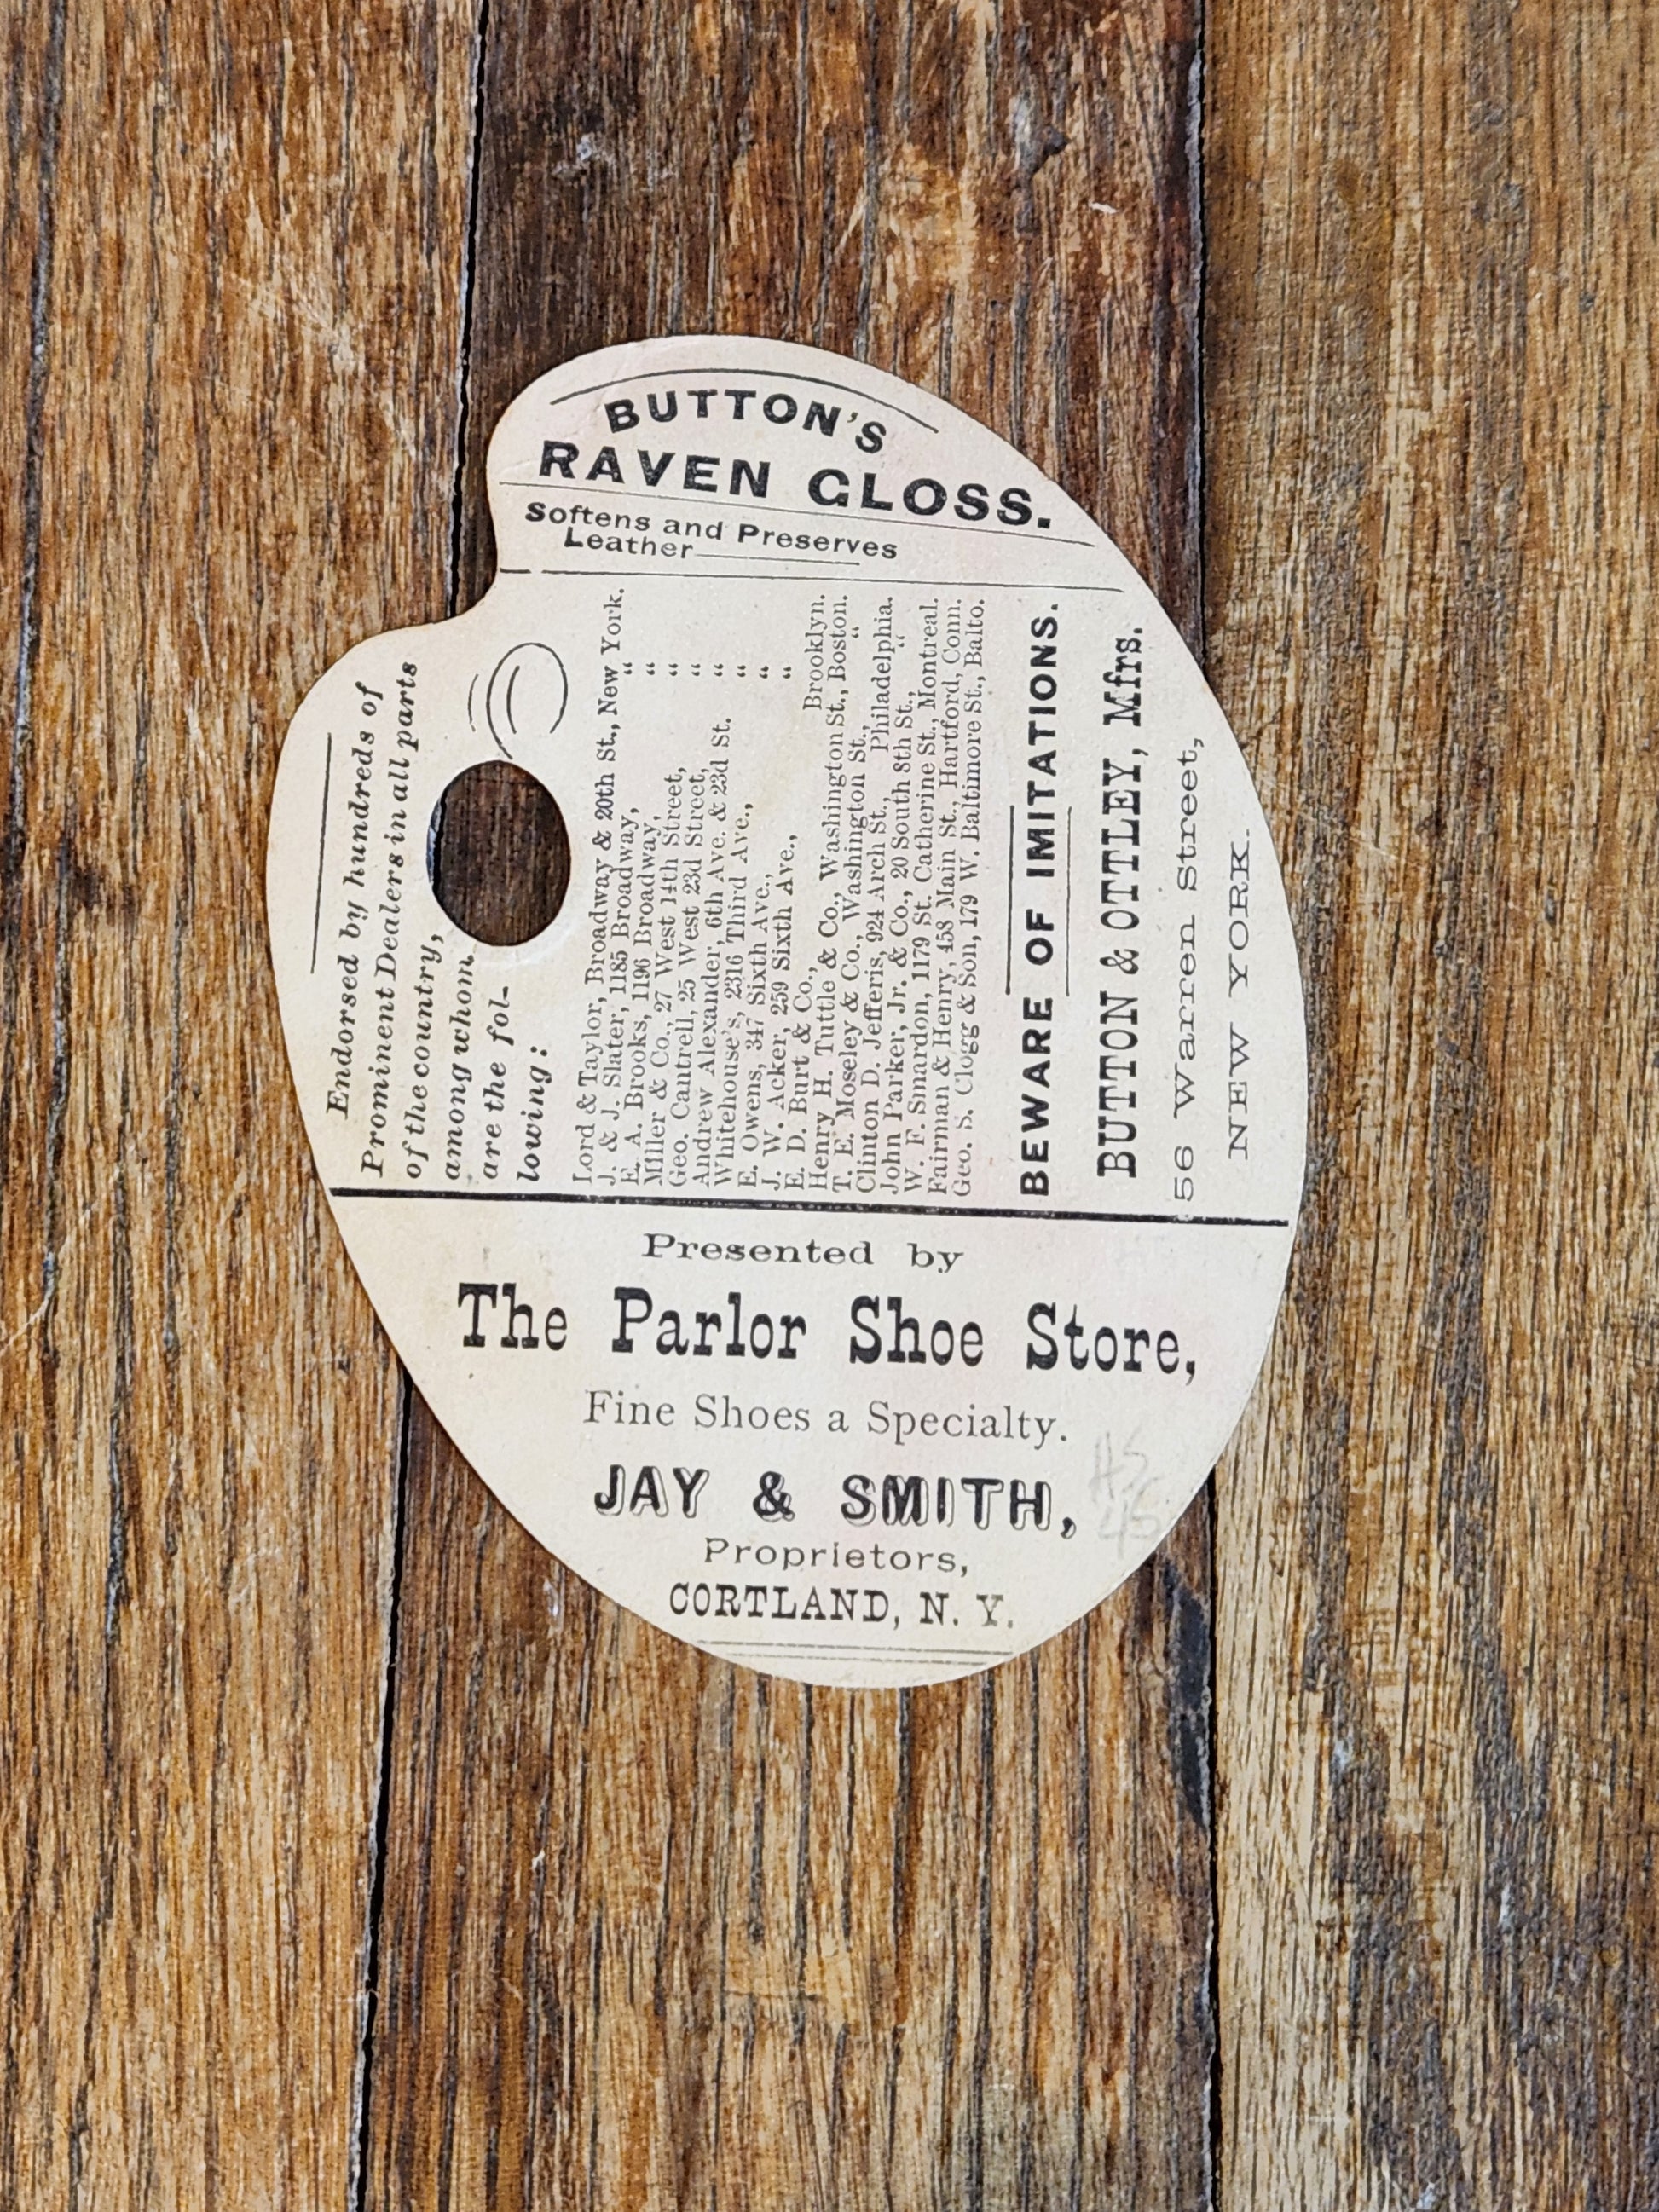 BUTTON'S
RAVEN GLOSS.
Softens and Preserves
Leather
Endorsed by hundreds of
Prominent Dealers in all parts
of the country,
among whom
are the fol-
lowing:
Lord & Taylor, Broadway & 20th St., New York.
J. & J. Slater, 1185 Broadway, "
E. A. Brooks, 1196 Broadway, "
Miller & Co., 27 West 14th Street, "
Geo. Cantrell, 25 West 23d Street, "
Andrew Alexander, 6th Ave. & 23d St. "
Whitehouse's, 2316 Third Ave., "
E. Owens, 347 Sixth Ave., "
J. W. Acker, 259 Sixth Ave., "
E. D. Burt & Co., Brooklyn.
Henry H. Tuttle & Co., Washington St., Boston.
T. E. Moseley & Co., Washington St., "
Clinton D. Jefferis, 924 Arch St., Philadelphia.
John Parker, Jr. & Co., 20 South 8th St., "
W. F. Smardon, 1179 St. Catherine St., Montreal.
Fairman & Henry, 458 Main St., Hartford, Conn.
Geo. S. Clogg & Son, 179 W. Baltimore St., Balto.
BEWARE OF IMITATIONS.
BUTTON & OTTLEY, Mfrs.
56 Warren Street,
NEW YORK.
Presented by
The Parlor Shoe Store,
Fine Shoes a Specialty.
JAY & SMITH,
Proprietors,
CORTLAND, N. Y.